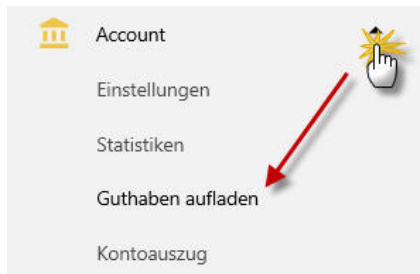 Account
Einstellungen
Statistiken
Guthaben aufladen
Kontoauszug